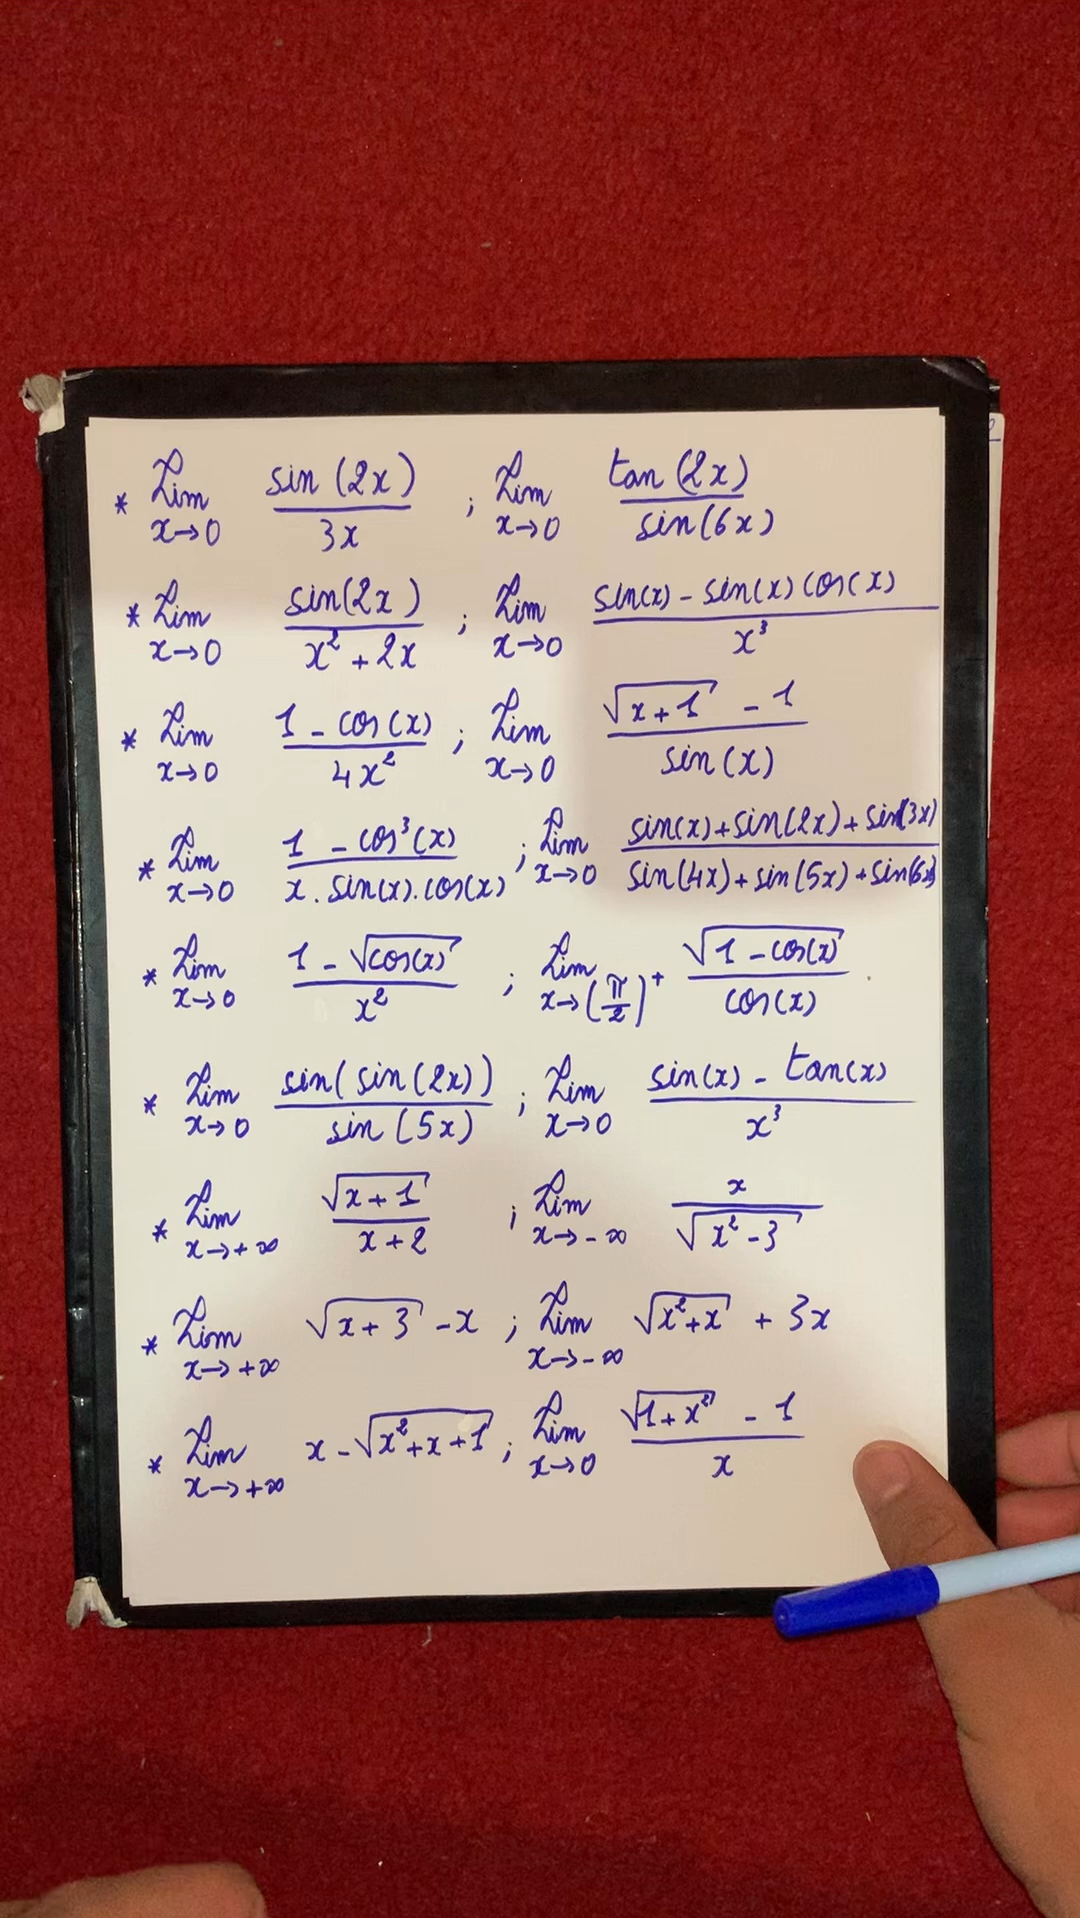 * Lim x→0 sin(2x)/3x ; Lim x→0 tan(2x)/sin(6x)
* Lim x→0 sin(2x)/(x²+2x) ; Lim x→0 (sin(x) - sin(x)cos(x))/x³
* Lim x→0 (1 - cos(x))/4x² ; Lim x→0 (√(x+1) - 1)/sin(x)
* Lim x→0 (1 - cos³(x))/(x.sin(x).cos(x)) ; Lim x→0 (sin(x)+sin(2x)+sin(3x))/(sin(4x)+sin(5x)+sin(6x))
* Lim x→0 (1 - √cos(x))/x² ; Lim x→(π/2)⁺ √(1 - cos(x))/cos(x)
* Lim x→0 sin(sin(2x))/sin(5x) ; Lim x→0 (sin(x) - tan(x))/x³
* Lim x→+∞ √(x+1)/(x+2) ; Lim x→-∞ x/√(x²-3)
* Lim x→+∞ √(x+3) - x ; Lim x→-∞ √(x²+x) + 3x
* Lim x→+∞ x - √(x²+x+1) ; Lim x→0 (√(1+x²) - 1)/x